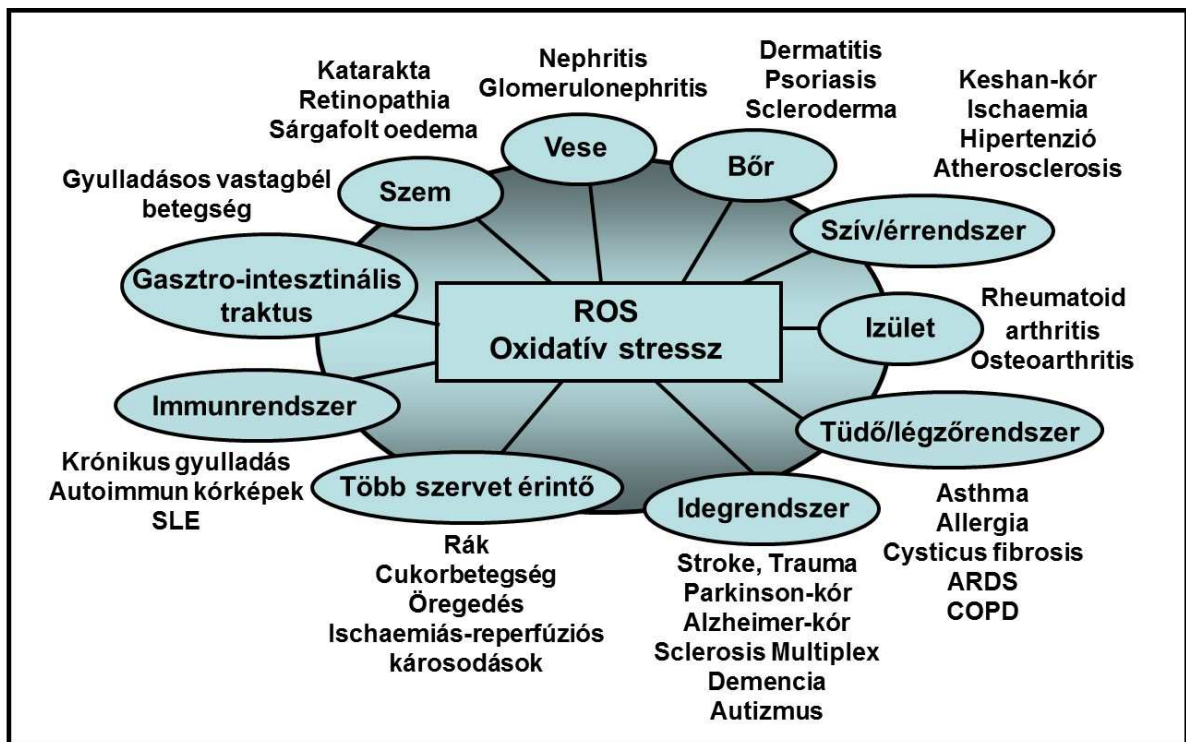 Katarakta
Retinopathia
Sárgafolt oedema
Szem
Nephritis
Glomerulonephritis
Vese
Dermatitis
Psoriasis
Scleroderma
Bőr
Keshan-kór
Ischaemia
Hipertenzió
Atherosclerosis
Szív/érrendszer
Gyulladásos vastagbél
betegség
Gasztro-intesztinális
traktus
ROS
Oxidatív stressz
Izület
Rheumatoid
arthritis
Osteoarthritis
Immunrendszer
Krónikus gyulladás
Autoimmun kórképek
SLE
Több szervet érintő
Rák
Cukorbetegség
Öregedés
Ischaemiás-reperfúziós
károsodások
Idegrendszer
Stroke, Trauma
Parkinson-kór
Alzheimer-kór
Sclerosis Multiplex
Demencia
Autizmus
Tüdő/légzőrendszer
Asthma
Allergia
Cysticus fibrosis
ARDS
COPD